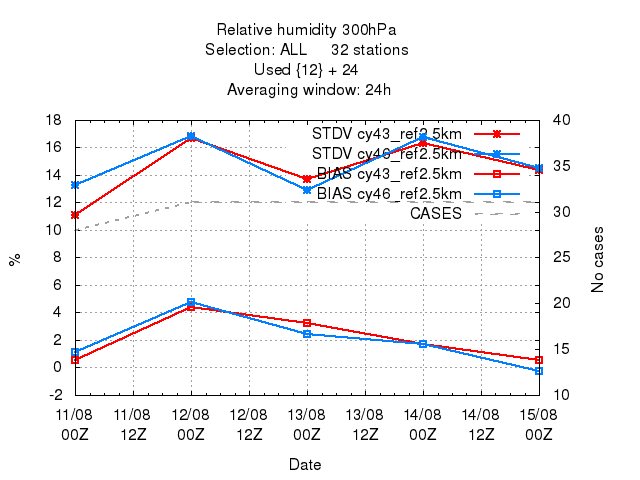 Relative humidity 300hPa
Selection: ALL 32 stations
Used {12} + 24
Averaging window: 24h
18
16
14
12
10
8
6
4
2
0
-2
%
STDV cy43_ref2.5km
STDV cy46_ref2.5km
BIAS cy43_ref2.5km
BIAS cy46_ref2.5km
CASES
40
35
30
25
20
15
10
No cases
11/08 11/08 12/08 12/08 13/08 13/08 14/08 14/08 15/08
00Z 12Z 00Z 12Z 00Z 12Z 00Z 12Z 00Z
Date